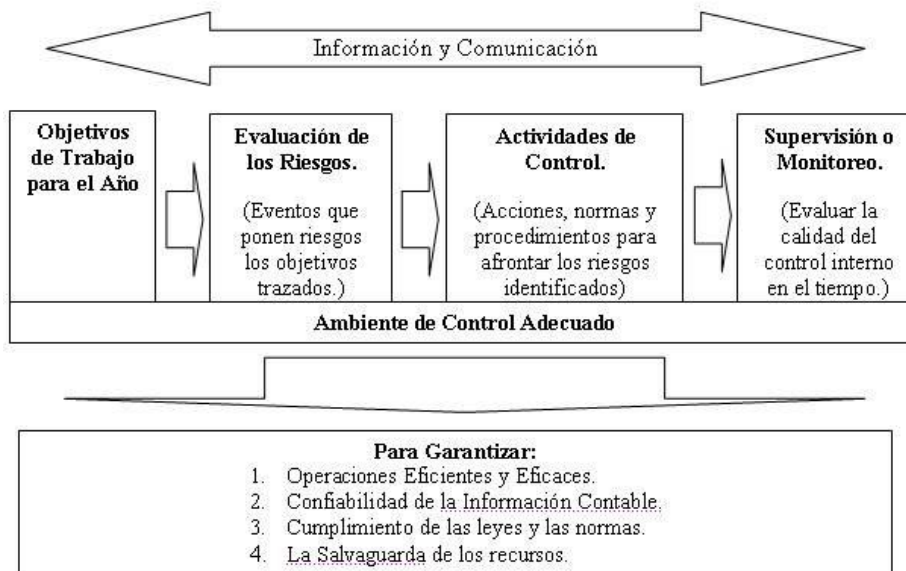 Información y Comunicación
Objetivos
de Trabajo
para el Año
Evaluación de
los Riesgos.
(Eventos que
ponen riesgos
los objetivos
trazados.)
Actividades de
Control.
(Acciones, normas y
procedimientos para
afrontar los riesgos
identificados)
Supervisión o
Monitoreo.
(Evaluar la
calidad del
control interno
en el tiempo.)
Ambiente de Control Adecuado
Para Garantizar:
1. Operaciones Eficientes y Eficaces.
2. Confiabilidad de la Información Contable.
3. Cumplimiento de las leyes y las normas.
4. La Salvaguarda de los recursos.